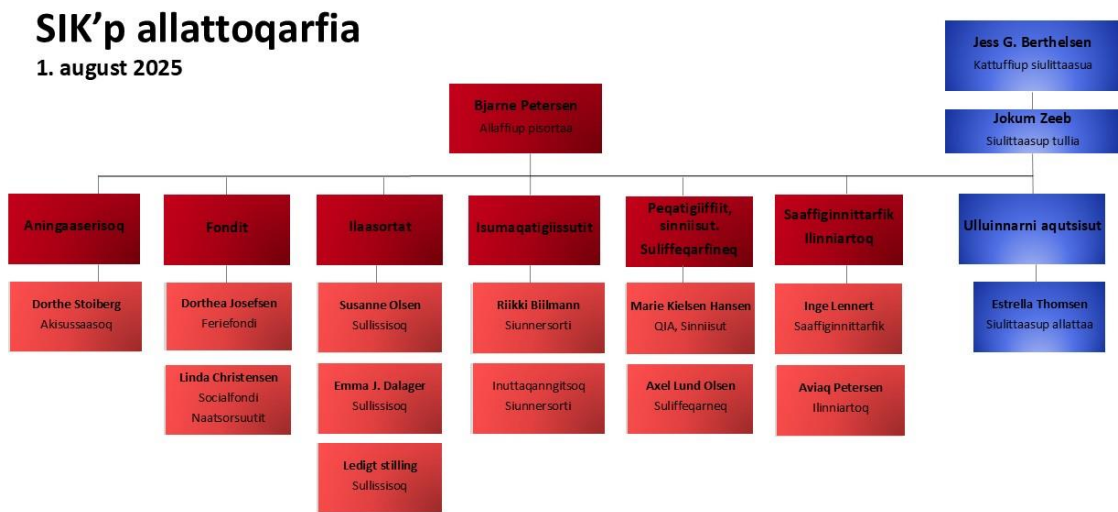 SIK’p allattoqarfia
1. august 2025
Jess G. Berthelsen
Kattuffiup siulittaasua
Jokum Zeeb
Siulittaasup tullia
Bjarne Petersen
Allaffiup pisortaa
Aningaaserisoq
Fondit
Ilaasortat
Isumaqatigiissutit
Peqatigiiffiit,
sinniisut.
Suliffeqarfineq
Saaffiginnittarfik
Ilinniartoq
Ulluinnarni aqutsisut
Dorthe Stoiberg
Akisussaasoq
Dorthea Josefsen
Feriefondi
Linda Christensen
Socialfondi
Naatsorsuutit
Susanne Olsen
Sullissisoq
Emma J. Dalager
Sullissisoq
Ledigt stilling
Sullissisoq
Riikki Biilmann
Siunnersorti
Inuttaqanngitsoq
Siunnersorti
Marie Kielsen Hansen
QIA, Sinniisut
Axel Lund Olsen
Suliffeqarneq
Inge Lennert
Saaffiginnittarfik
Aviaq Petersen
Ilinniartoq
Estrella Thomsen
Siulittaasup allattaa